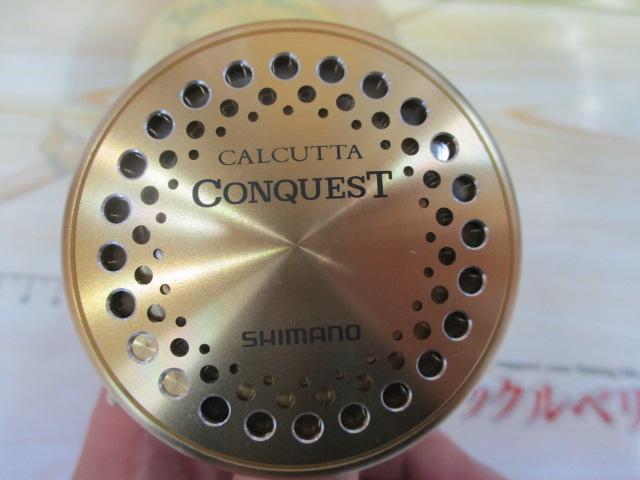 CALCUTTA
CONQUEST
SHIMANO
ックルベリ